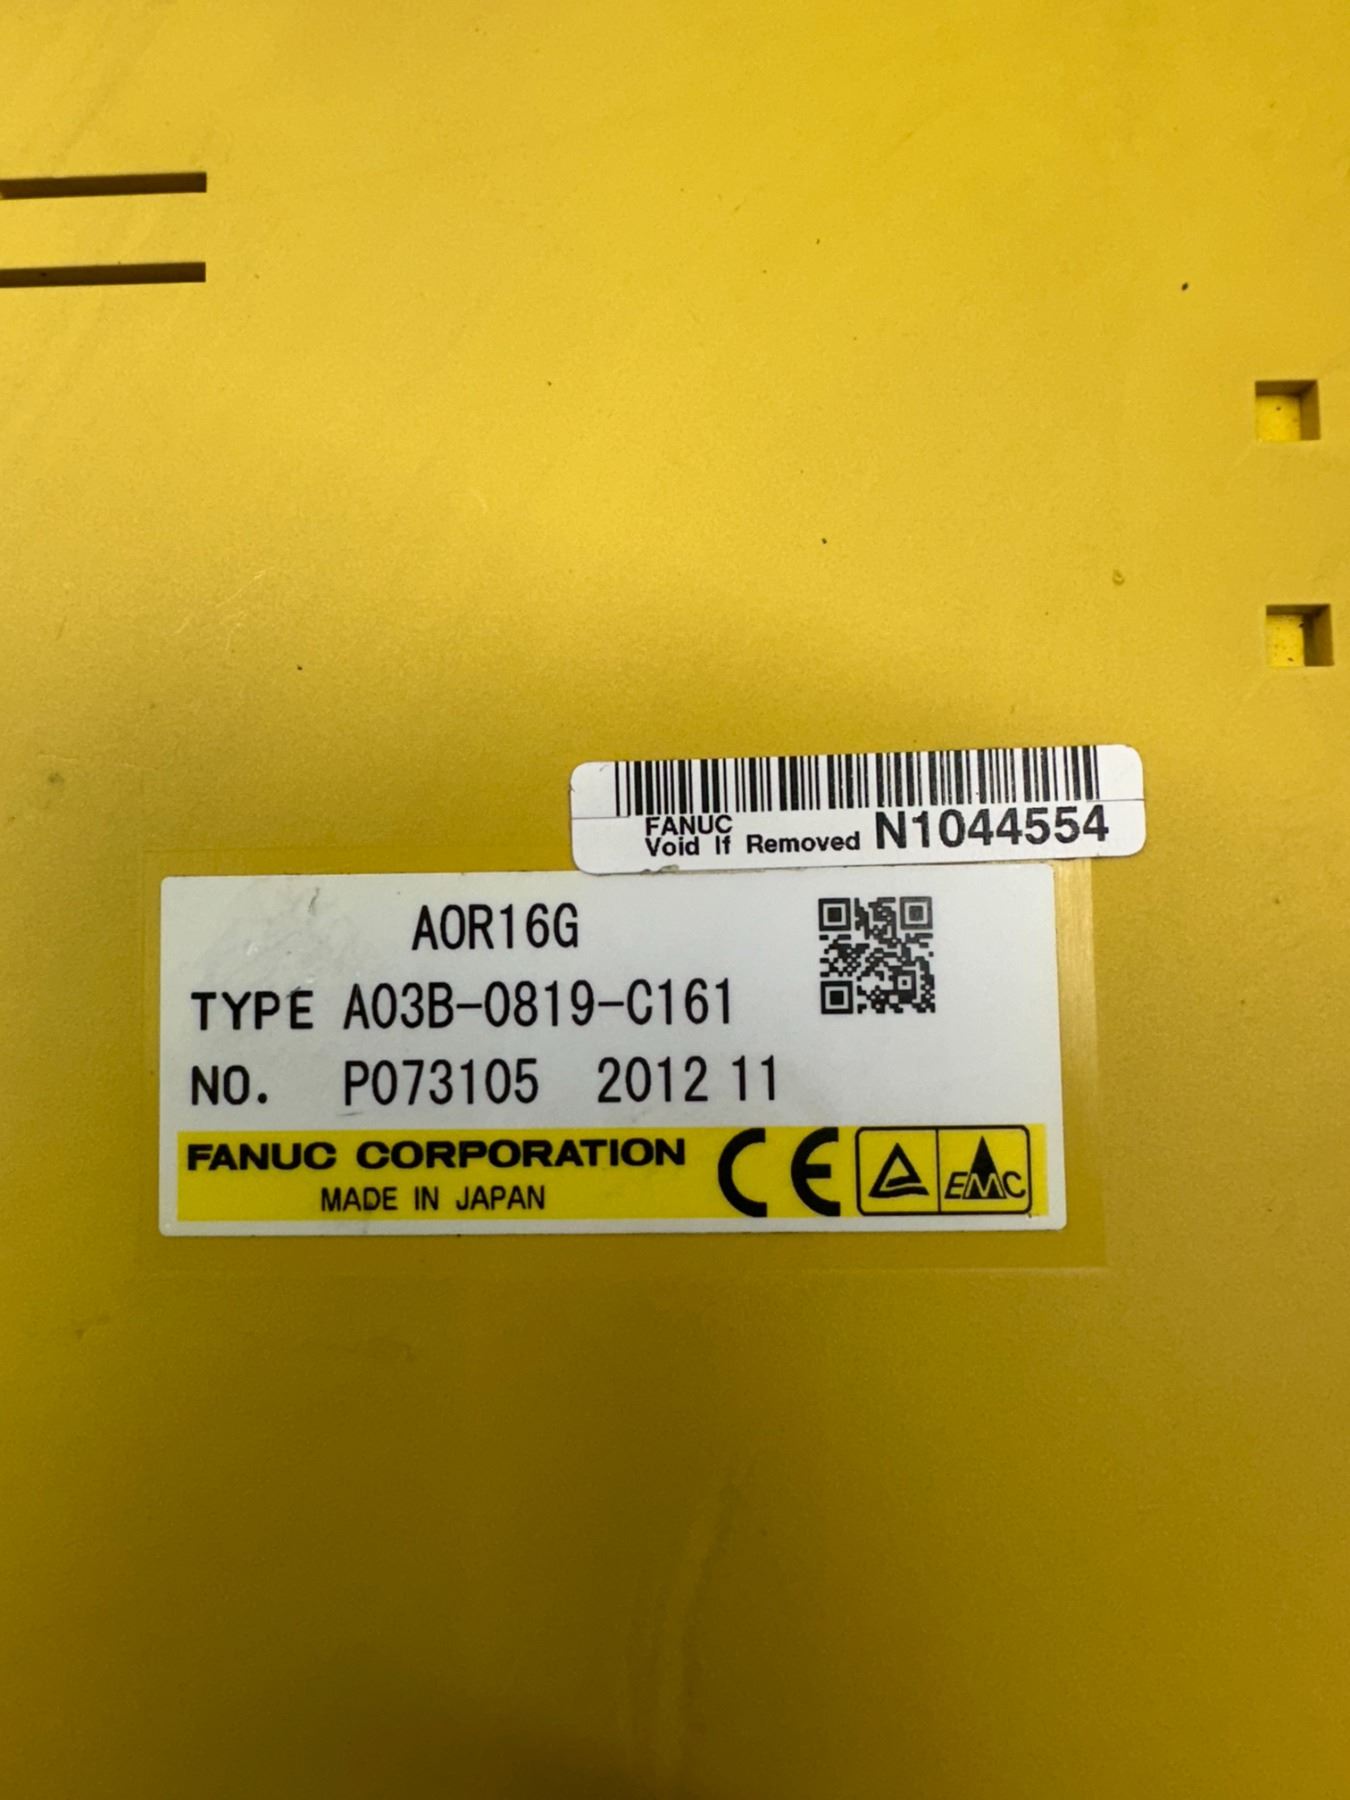 FANUC
Void If Removed N1044554
AOR16G
TYPE A03B-0819-C161
NO. P073105 2012 11
FANUC CORPORATION
MADE IN JAPAN
CE
EMC